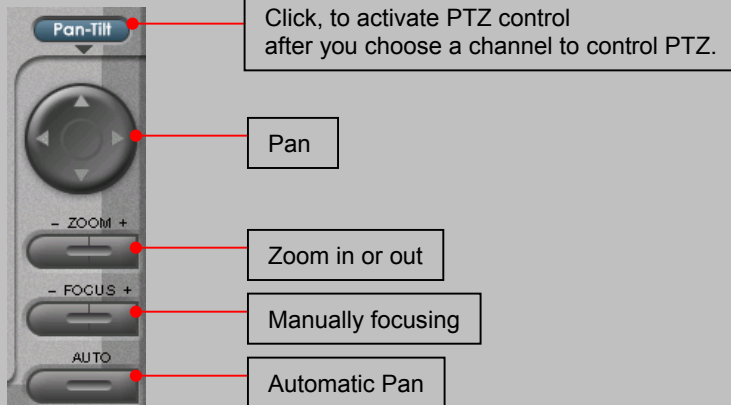 Pan-Tilt
Click, to activate PTZ control
after you choose a channel to control PTZ.
Pan
- ZOOM +
Zoom in or out
- FOCUS +
Manually focusing
AUTO
Automatic Pan